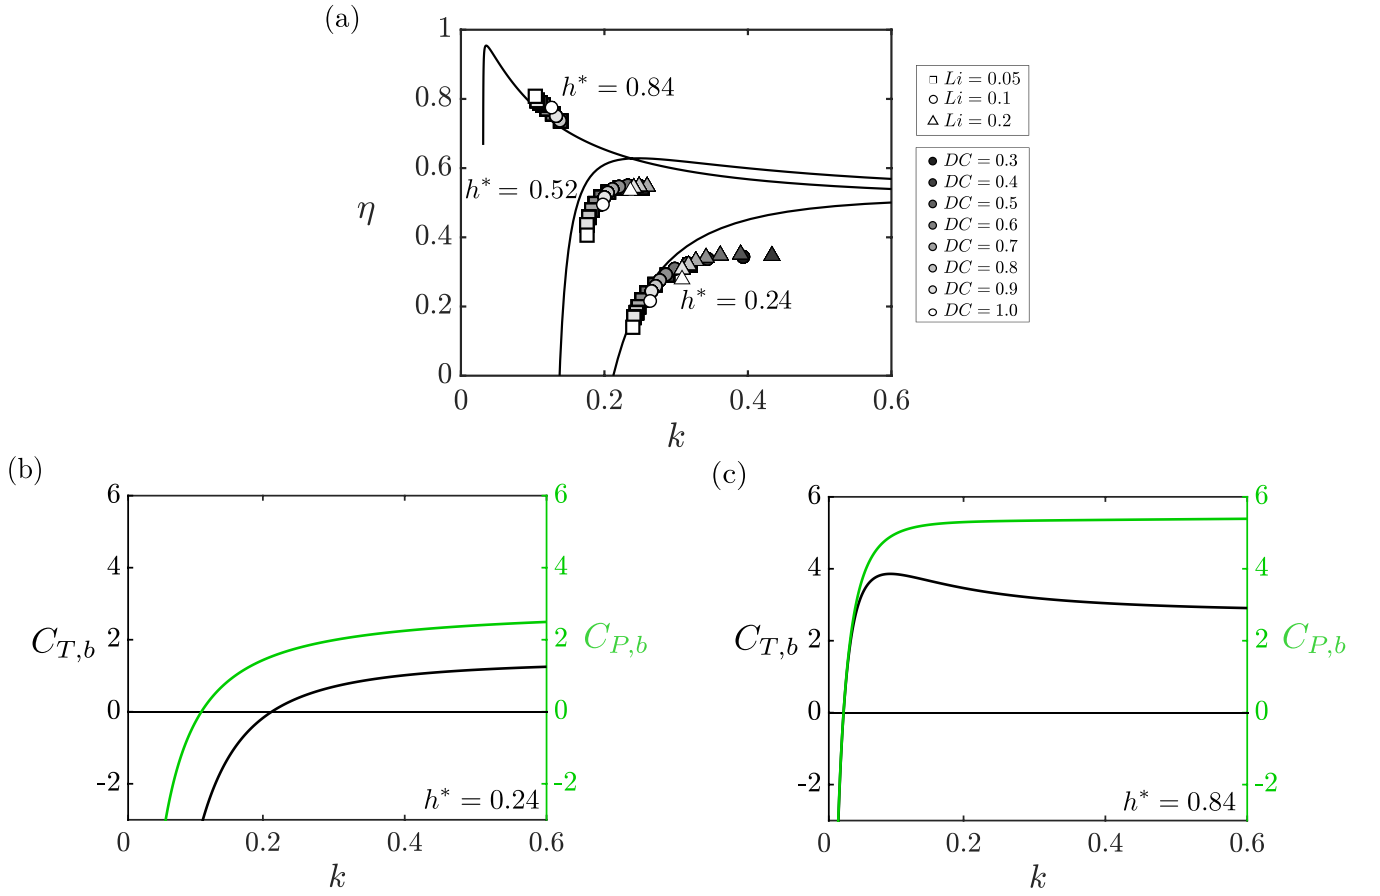 (a)
1
0.8
0.6
0.4
0.2
0
η
h* = 0.84
h* = 0.52
h* = 0.24
0
0.2
0.4
0.6
k
Li = 0.05
Li = 0.1
Li = 0.2
DC = 0.3
DC = 0.4
DC = 0.5
DC = 0.6
DC = 0.7
DC = 0.8
DC = 0.9
DC = 1.0
(b)
6
4
2
0
-2
C_{T,b}
6
4
2
0
-2
C_{P,b}
h* = 0.24
0
0.2
0.4
0.6
k
(c)
6
4
2
0
-2
C_{T,b}
6
4
2
0
-2
C_{P,b}
h* = 0.84
0
0.2
0.4
0.6
k